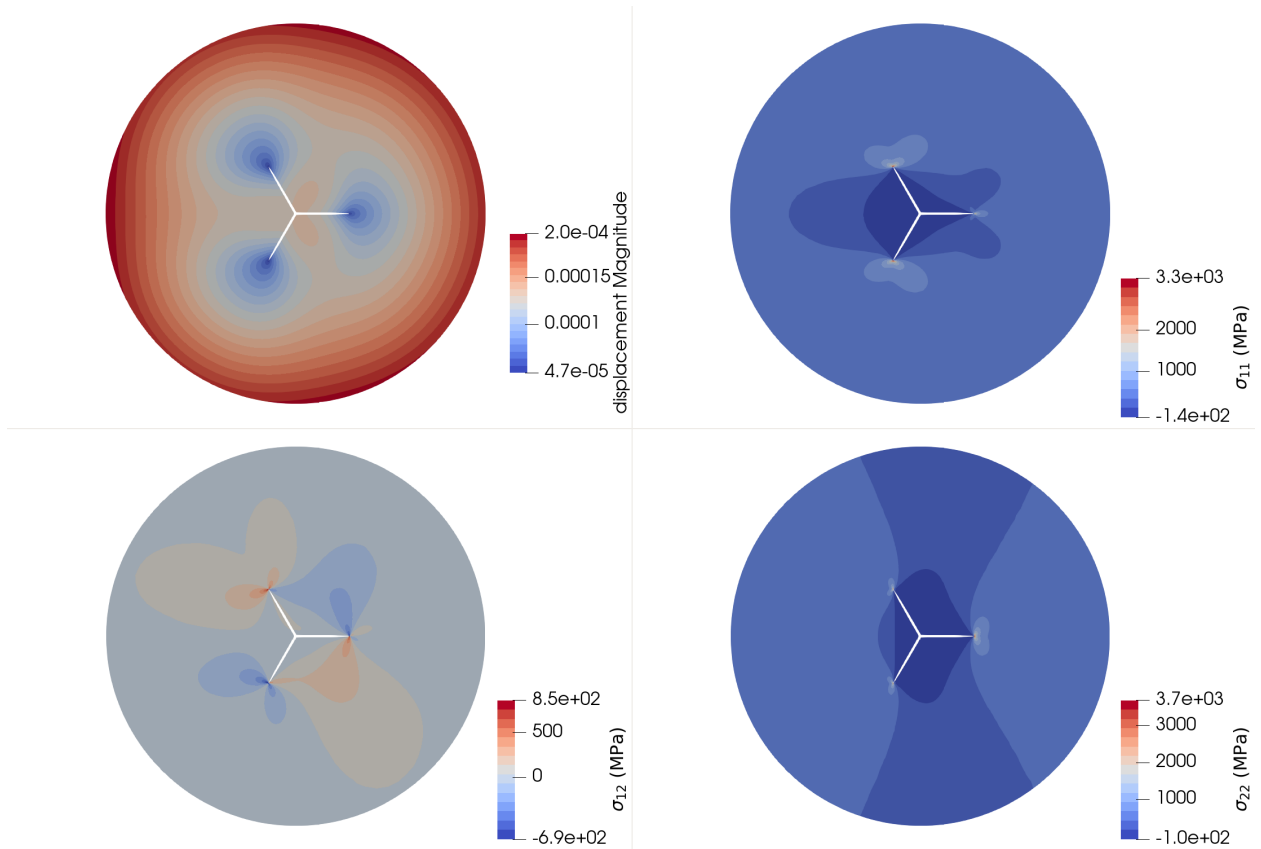 2.0e-04
0.00015
0.0001
4.7e-05
displacement Magnitude
3.3e+03
2000
1000
-1.4e+02
σ11 (MPa)
8.5e+02
500
0
-6.9e+02
σ12 (MPa)
3.7e+03
3000
2000
1000
-1.0e+02
σ22 (MPa)